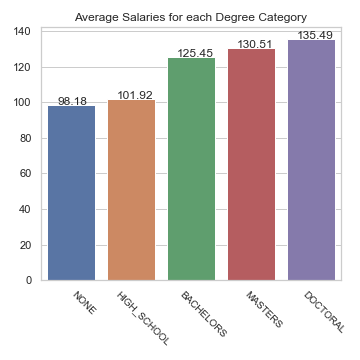 Average Salaries for each Degree Category
140
120
100
80
60
40
20
0
98.18
101.92
125.45
130.51
135.49
NONE
HIGH_SCHOOL
BACHELORS
MASTERS
DOCTORAL